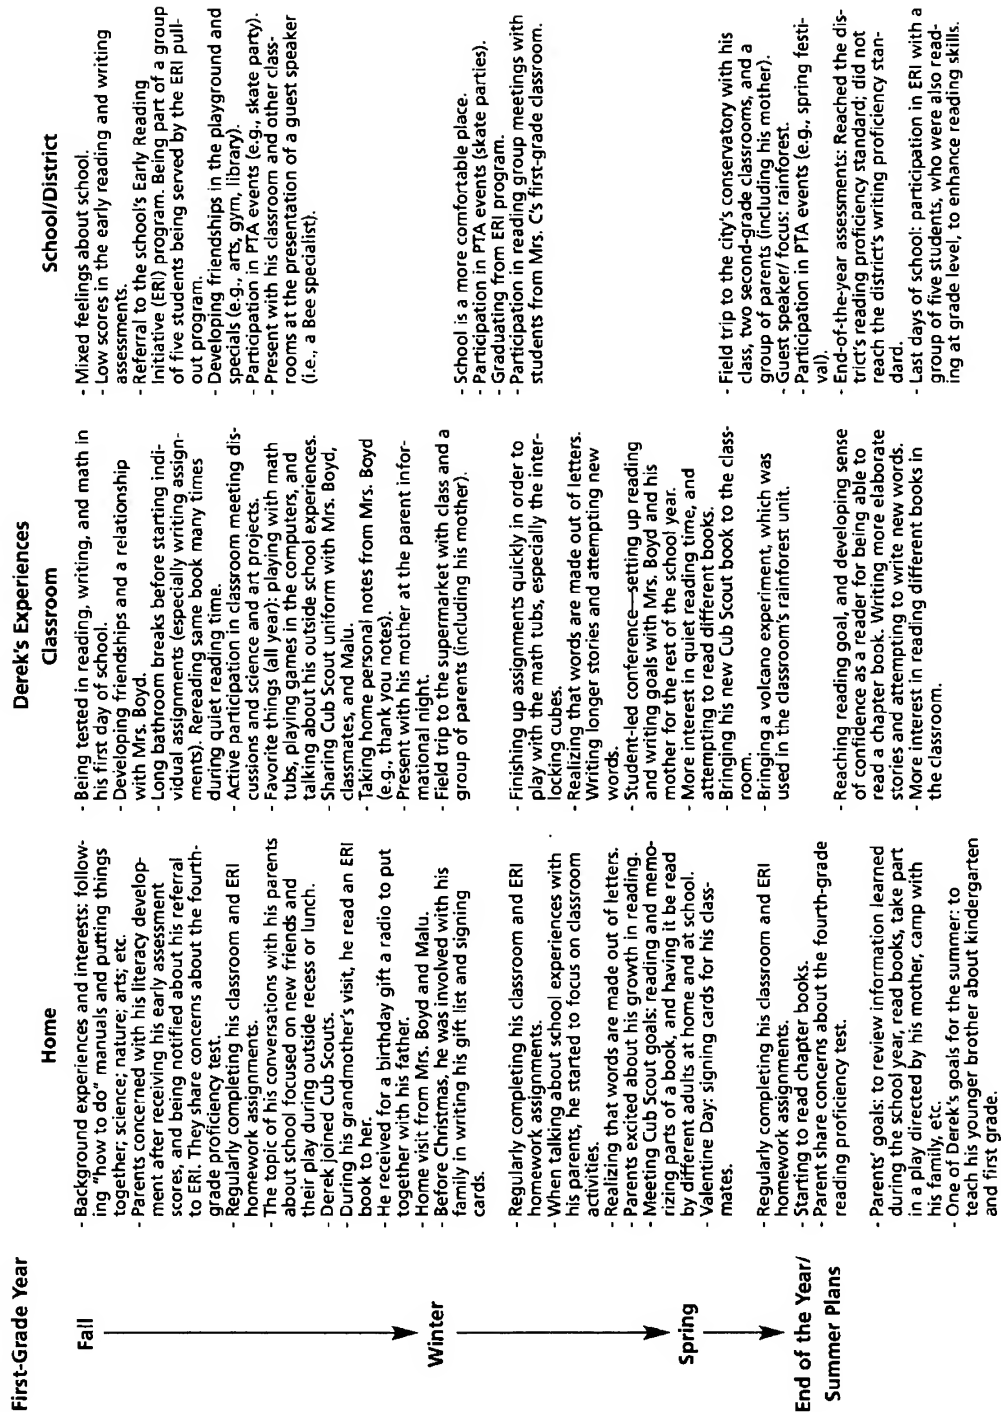 First-Grade Year
Derek's Experiences
Home
Classroom
School/District
Fall
- Background experiences and interests: follow-
ing "how to do" manuals and putting things
together; science; nature; arts; etc.
- Parents concerned with his literacy develop-
ment after receiving his early assessment
scores, and being notified about his referral
to ERI. They share concerns about the fourth-
grade proficiency test.
- Regularly completing his classroom and ERI
homework assignments.
- The topic of his conversations with his parents
about school focused on new friends and
their play during outside recess or lunch.
- Derek joined Cub Scouts.
- During his grandmother's visit, he read an ERI
book to her.
- He received for a birthday gift a radio to put
together with his father.
- Home visit from Mrs. Boyd and Malu.
- Before Christmas, he was involved with his
family in writing his gift list and signing
cards.
- Being tested in reading, writing, and math in
his first day of school.
- Developing friendships and a relationship
with Mrs. Boyd.
- Long bathroom breaks before starting indi-
vidual assignments (especially writing assign-
ments). Rereading same book many times
during quiet reading time.
- Active participation in classroom meeting dis-
cussions and science and art projects.
- Favorite things (all year): playing with math
tubs, playing games in the computers, and
talking about his outside school experiences.
- Sharing Cub Scout uniform with Mrs. Boyd,
classmates, and Malu.
- Taking home personal notes from Mrs. Boyd
(e.g., thank you notes).
- Present with his mother at the parent infor-
mational night.
- Field trip to the supermarket with class and a
group of parents (including his mother).
- Mixed feelings about school.
- Low scores in the early reading and writing
assessments.
- Referral to the school's Early Reading
Initiative (ERI) program. Being part of a group
of five students being served by the ERI pull-
out program.
- Developing friendships in the playground and
specials (e.g., arts, gym, library).
- Participation in PTA events (e.g., skate party).
- Present with his classroom and other class-
rooms at the presentation of a guest speaker
(i.e., a Bee specialist).
Winter
- Regularly completing his classroom and ERI
homework assignments.
- When talking about school experiences with
his parents, he started to focus on classroom
activities.
- Realizing that words are made out of letters.
- Parents excited about his growth in reading.
- Meeting Cub Scout goals: reading and memo-
rizing parts of a book, and having it be read
by different adults at home and at school.
- Valentine Day: signing cards for his class-
mates.
- Finishing up assignments quickly in order to
play with the math tubs, especially the inter-
locking cubes.
- Realizing that words are made out of letters.
Writing longer stories and attempting new
words.
- Student-led conference—setting up reading
and writing goals with Mrs. Boyd and his
mother for the rest of the school year.
- More interest in quiet reading time, and
attempting to read different books.
- Bringing his new Cub Scout book to the class-
room.
- Bringing a volcano experiment, which was
used in the classroom's rainforest unit.
- School is a more comfortable place.
- Participation in PTA events (skate parties).
- Graduating from ERI program.
- Participation in reading group meetings with
students from Mrs. C's first-grade classroom.
Spring
- Regularly completing his classroom and ERI
homework assignments.
- Starting to read chapter books.
- Parent share concerns about the fourth-grade
reading proficiency test.
- Reaching reading goal, and developing sense
of confidence as a reader for being able to
read a chapter book. Writing more elaborate
stories and attempting to write new words.
- More interest in reading different books in
the classroom.
- Field trip to the city's conservatory with his
class, two second-grade classrooms, and a
group of parents (including his mother).
- Guest speaker/ focus: rainforest.
- Participation in PTA events (e.g., spring festi-
val).
- End-of-the-year assessments: Reached the dis-
trict's reading proficiency standard; did not
reach the district's writing proficiency stan-
dard.
- Last days of school: participation in ERI with a
group of five students, who were also read-
ing at grade level, to enhance reading skills.
End of the Year/
Summer Plans
- Parents' goals: to review information learned
during the school year, read books, take part
in a play directed by his mother, camp with
his family, etc.
- One of Derek's goals for the summer: to
teach his younger brother about kindergarten
and first grade.